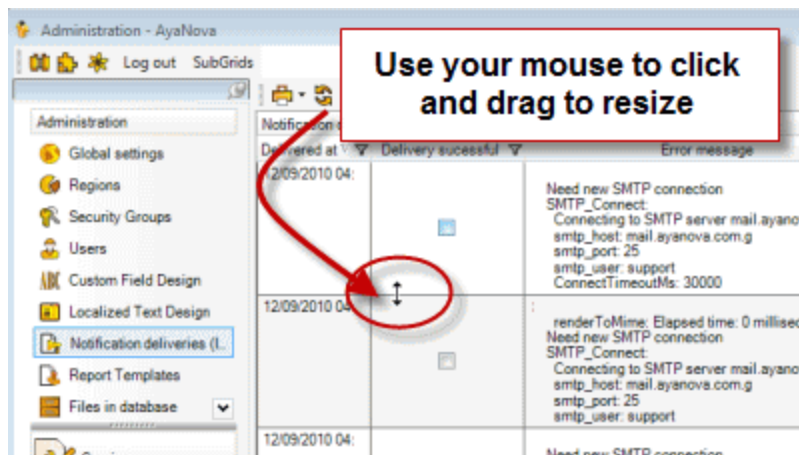 Administration - AyaNova
Log out SubGrids
Use your mouse to click
and drag to resize
Administration
Global settings
Regions
Security Groups
Users
Custom Field Design
Localized Text Design
Notification deliveries (l..
Report Templates
Files in database
Notification
Delivered at Delivery sucessful Error message
12/09/2010 04:
Need new SMTP connection
SMTP_Connect:
Connecting to SMTP server mail.ayano
smtp_host: mail.ayanova.com.g
smtp_port: 25
smtp_user: support
ConnectTimeoutMs: 30000
12/09/2010 04
:
renderToMime: Elapsed time: 0 millised
Need new SMTP connection
SMTP_Connect:
Connecting to SMTP server mail.ayano
smtp_host: mail.ayanova.com.g
smtp_port: 25
smtp_user: support
12/09/2010 04:
Need new SMTP connection